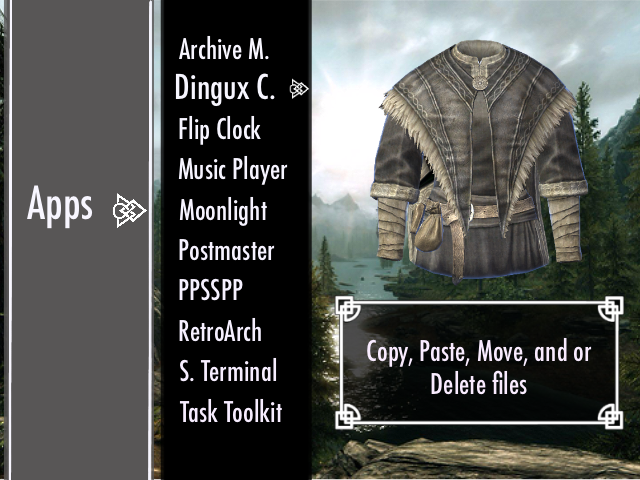 Apps
Archive M.
Dingux C.
Flip Clock
Music Player
Moonlight
Postmaster
PPSSPP
RetroArch
S. Terminal
Task Toolkit
Copy, Paste, Move, and or
Delete files